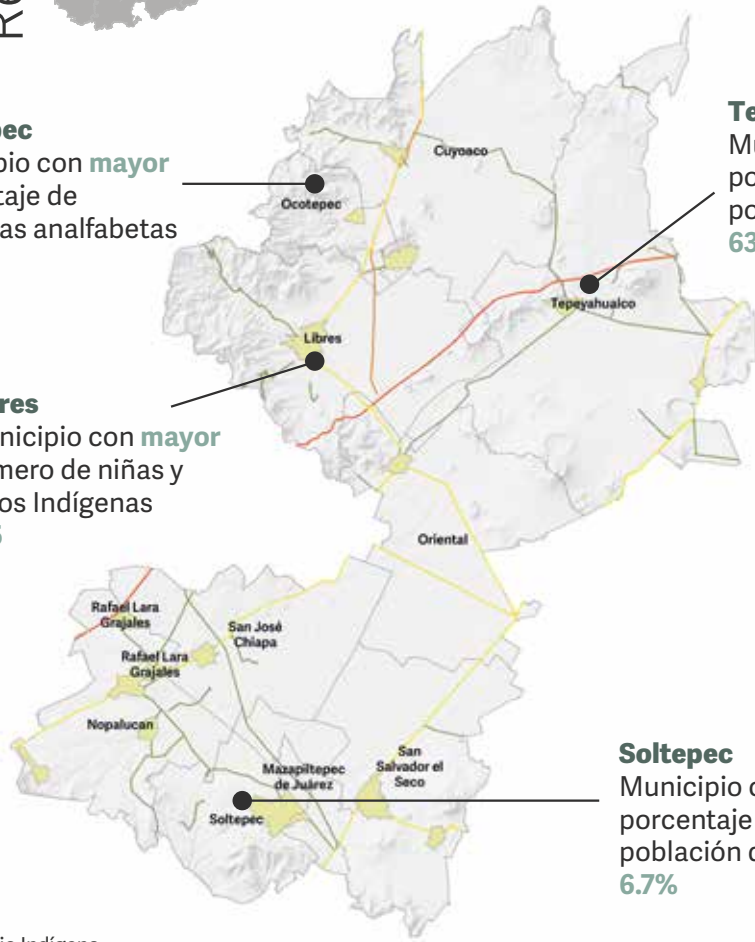 pec
pio con mayor
taje de
as analfabetas
Te
Mu
po
po
63
res
nicipio con mayor
mero de niñas y
os Indígenas
Cuyoaco
Ocotepec
Tepeyahualco
Libres
Oriental
Rafael Lara
Grajales
San José
Chiapa
Rafael Lara
Grajales
Nopalucan
San
Salvador el
Seco
Mazapiltepec
de Juárez
Soltepec
Soltepec
Municipio c
porcentaje
población c
6.7%